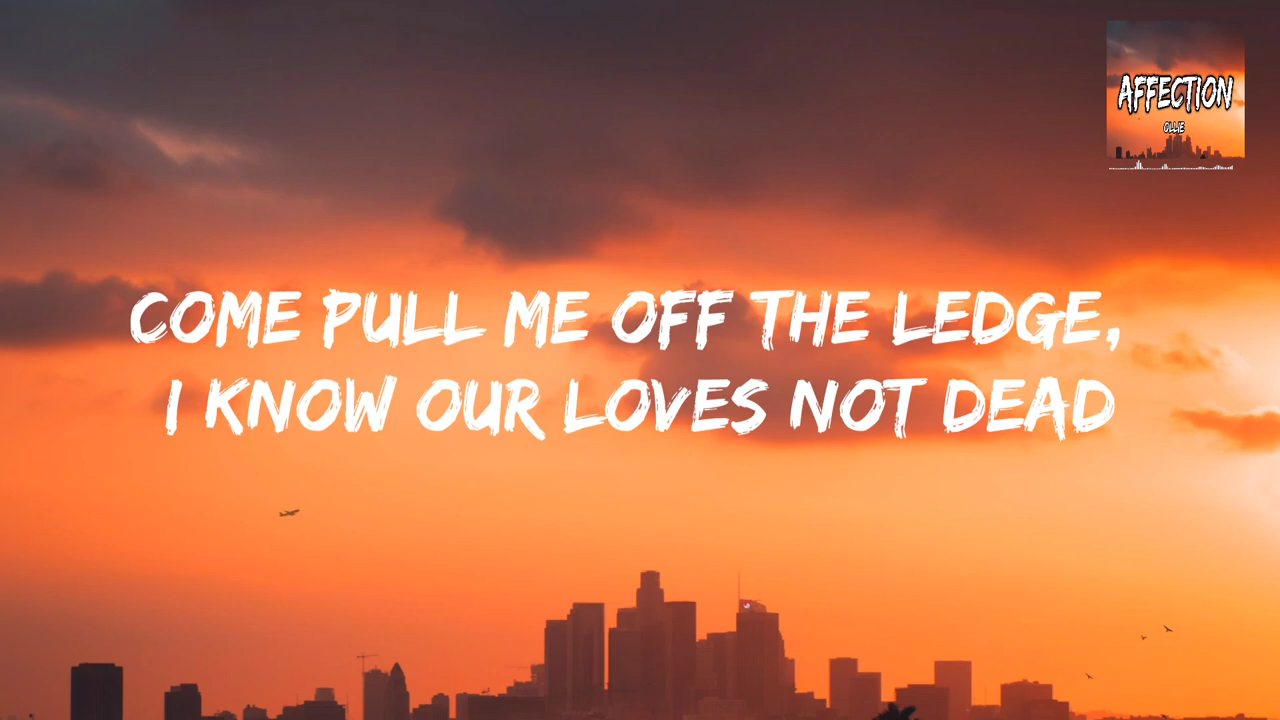 AFFECTION
OLLIE
COME PULL ME OFF THE LEDGE,
I KNOW OUR LOVES NOT DEAD